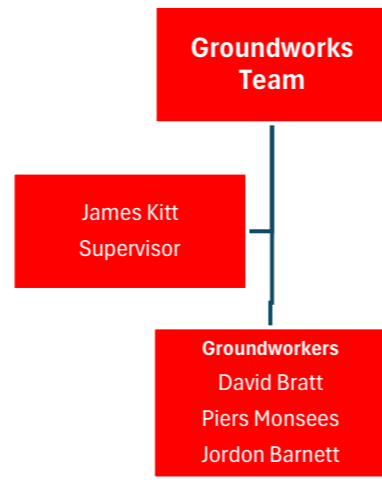 Groundworks
Team
James Kitt
Supervisor
Groundworkers
David Bratt
Piers Monsees
Jordon Barnett